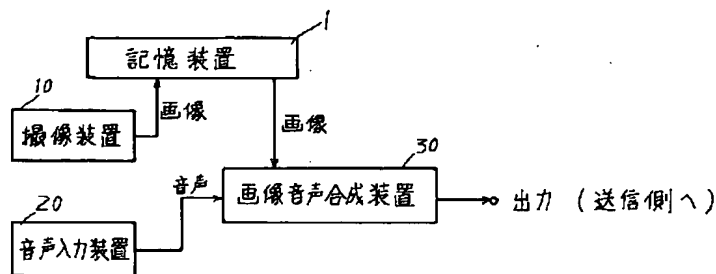 1
記憶装置
10
画像
画像
撮像装置
30
音声
画像音声合成装置
出力（送信側へ）
20
音声入力装置